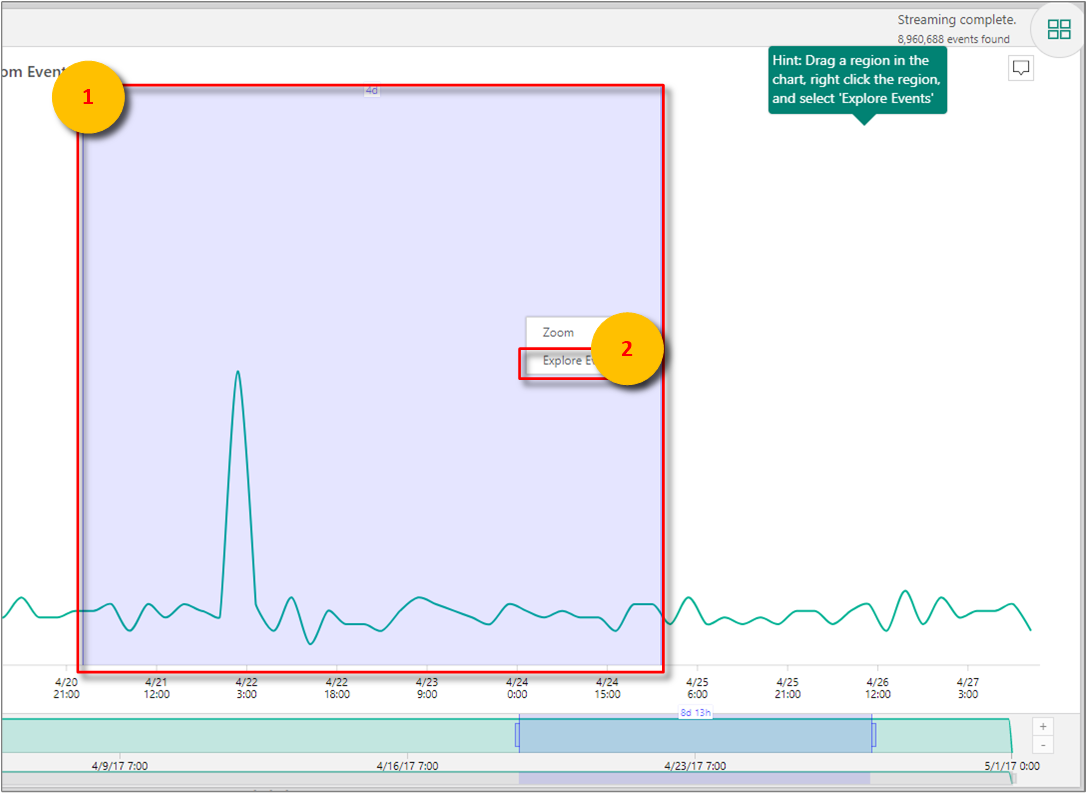 Streaming complete.
8,960,688 events found
om Event
Hint: Drag a region in the
chart, right click the region,
and select 'Explore Events'
1
4d
Zoom
Explore
2
4/20 4/21 4/22 4/22 4/23 4/24 4/24 4/25 4/25 4/26 4/27
21:00 12:00 3:00 18:00 9:00 0:00 15:00 6:00 21:00 12:00 3:00
8d 13h
+
-
4/9/17 7:00 4/16/17 7:00 4/23/17 7:00 5/1/17 0:00